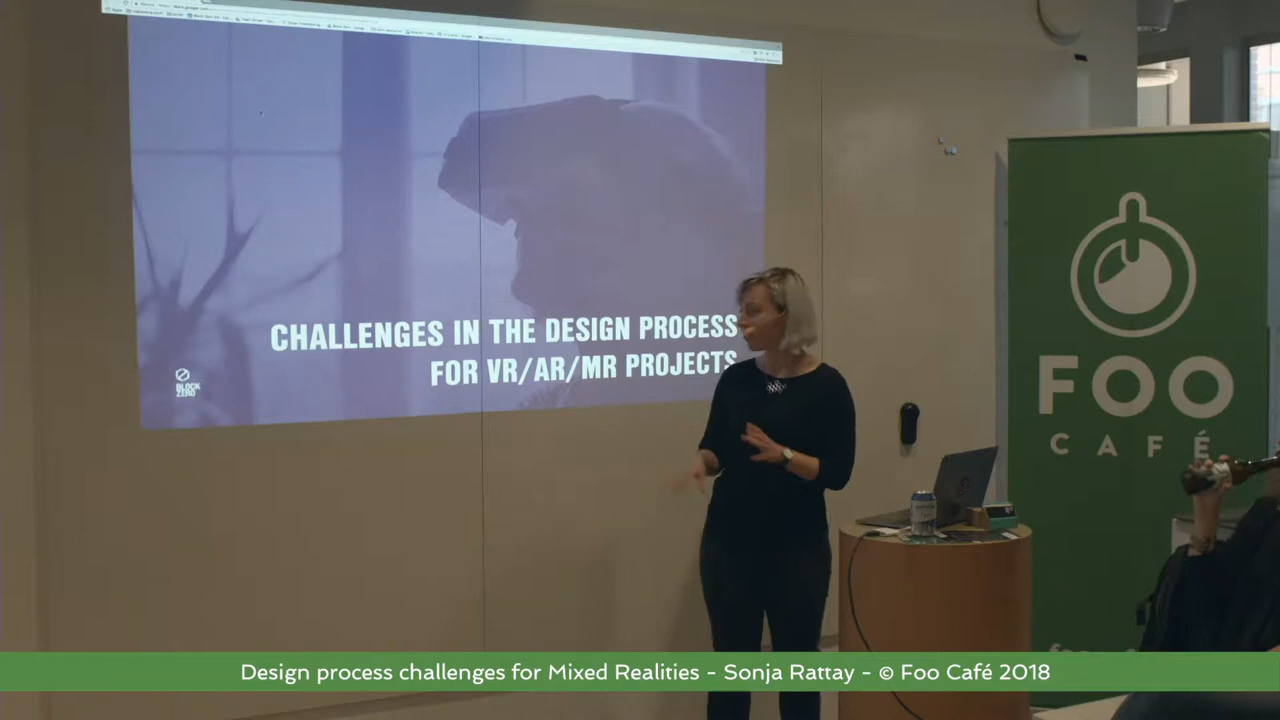 CHALLENGES IN THE DESIGN PROCESS
FOR VR/AR/MR PROJECTS
BLOCK
ZERO
FOO
CAFÉ
Design process challenges for Mixed Realities - Sonja Rattay - © Foo Café 2018